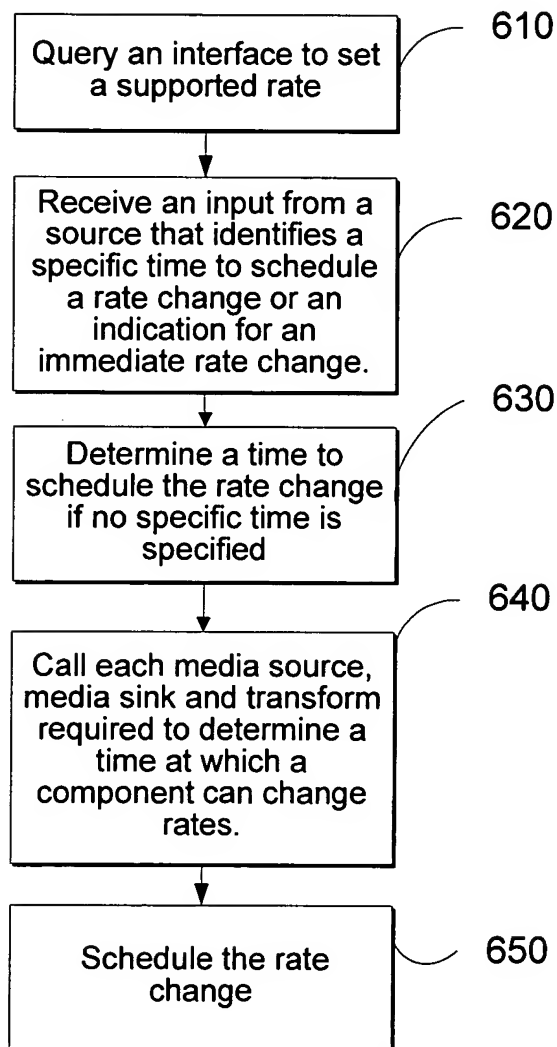 Query an interface to set
a supported rate
610
Receive an input from a
source that identifies a
specific time to schedule
a rate change or an
indication for an
immediate rate change.
620
Determine a time to
schedule the rate change
if no specific time is
specified
630
Call each media source,
media sink and transform
required to determine a
time at which a
component can change
rates.
640
Schedule the rate
change
650